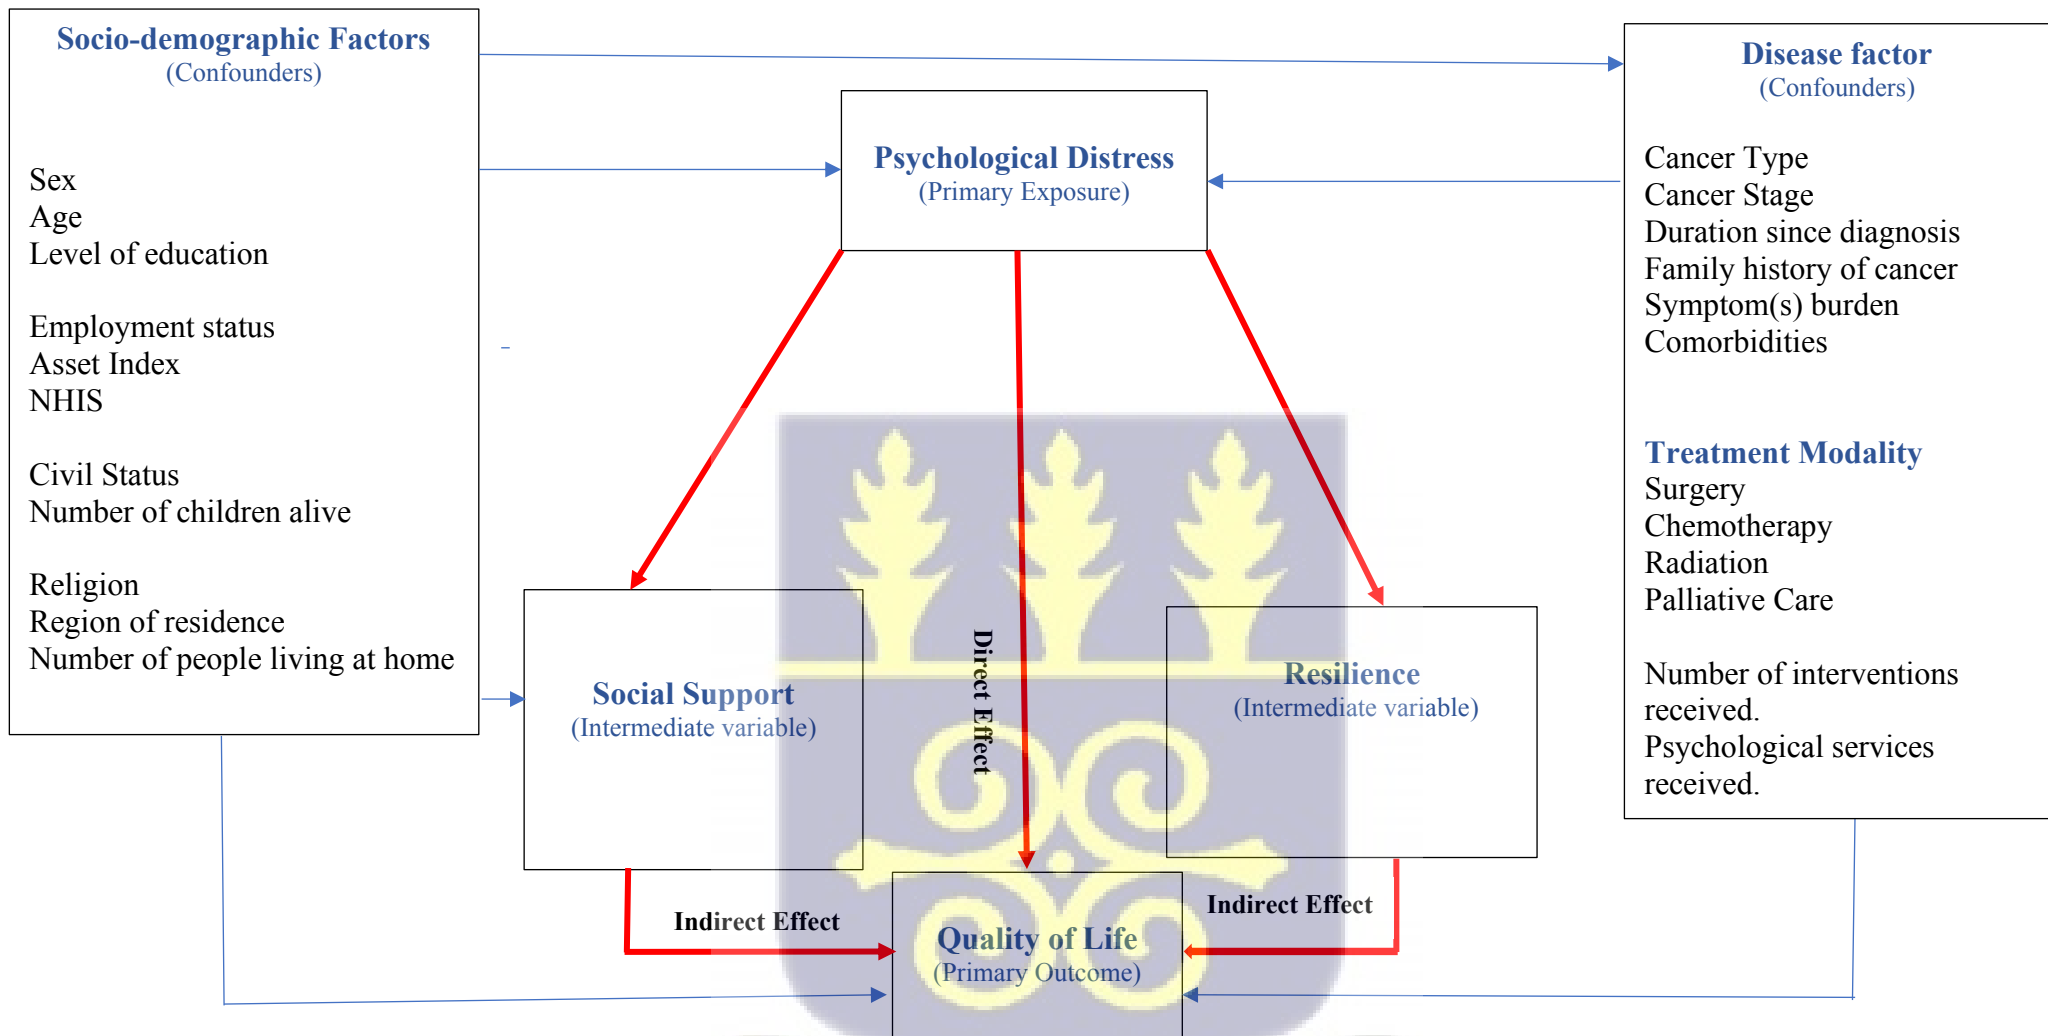 Socio-demographic Factors
(Confounders)
Sex
Age
Level of education
Employment status
Asset Index
NHIS
Civil Status
Number of children alive
Religion
Region of residence
Number of people living at home
Psychological Distress
(Primary Exposure)
Disease factor
(Confounders)
Cancer Type
Cancer Stage
Duration since diagnosis
Family history of cancer
Symptom(s) burden
Comorbidities
Treatment Modality
Surgery
Chemotherapy
Radiation
Palliative Care
Number of interventions
received.
Psychological services
received.
Social Support
(Intermediate variable)
Direct Effect
Resilience
(Intermediate variable)
Indirect Effect
Indirect Effect
Quality of Life
(Primary Outcome)